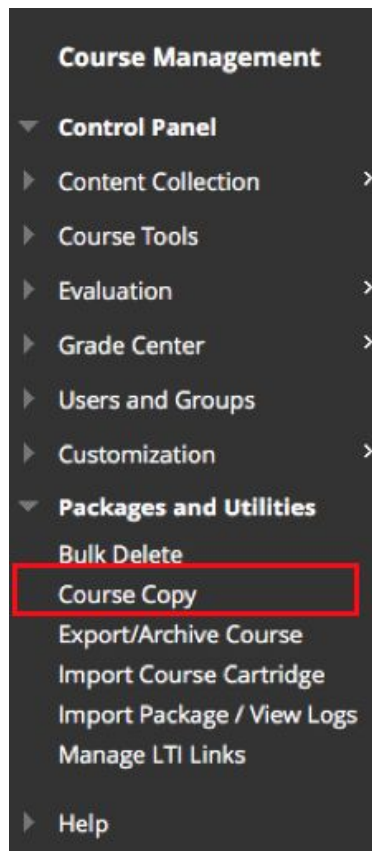 Course Management
Control Panel
Content Collection
Course Tools
Evaluation
Grade Center
Users and Groups
Customization
Packages and Utilities
Bulk Delete
Course Copy
Export/Archive Course
Import Course Cartridge
Import Package / View Logs
Manage LTI Links
Help